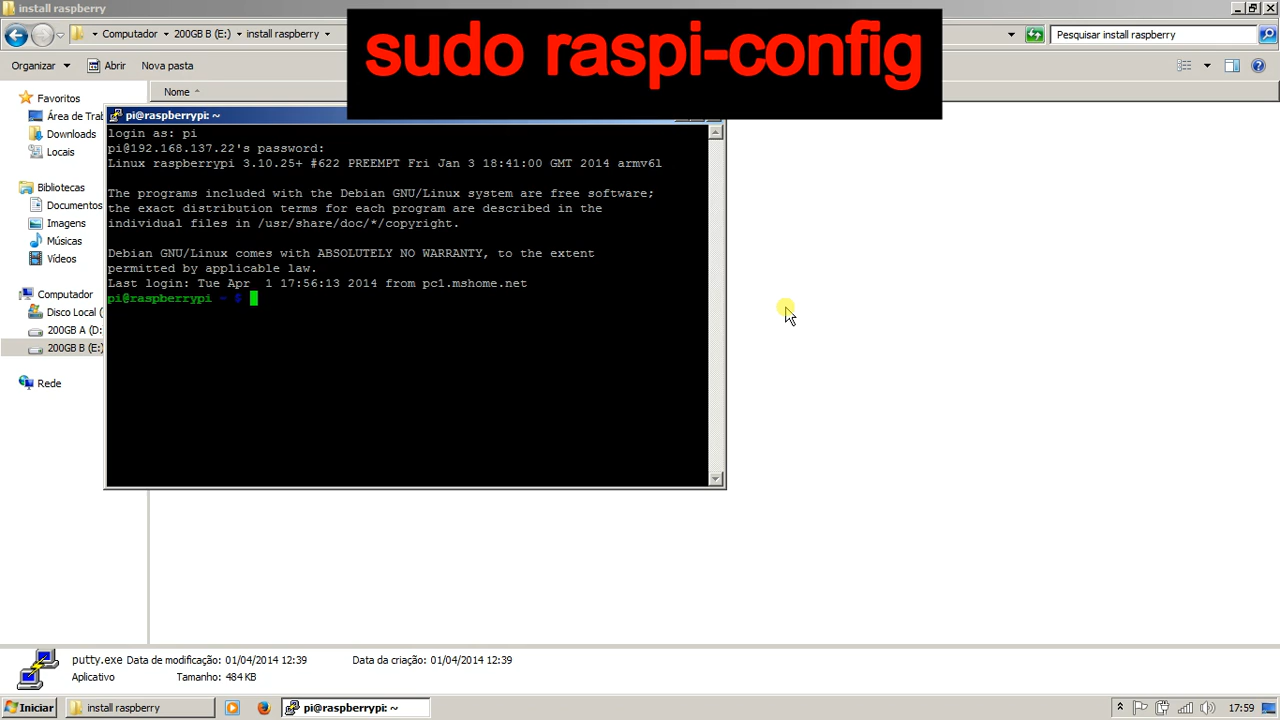 install raspberry
sudo raspi-config
Computador
200GB B (E:)
install raspberry
Pesquisar install raspberry
Organizar
Abrir
Nova pasta
Nome
Favoritos
Área de Tral
Downloads
Locais
Bibliotecas
Documentos
Imagens
Músicas
Vídeos
Computador
Disco Local (
200GB A (D:
200GB B (E:)
Rede
pi@raspberrypi: ~
login as: pi
pi@192.168.137.22's password:
Linux raspberrypi 3.10.25+ #622 PREEMPT Fri Jan 3 18:41:00 GMT 2014 armv6l
The programs included with the Debian GNU/Linux system are free software;
the exact distribution terms for each program are described in the
individual files in /usr/share/doc/*/copyright.
Debian GNU/Linux comes with ABSOLUTELY NO WARRANTY, to the extent
permitted by applicable law.
Last login: Tue Apr  1 17:56:13 2014 from pc1.mshome.net
pi@raspberrypi ~ $
putty.exe Data de modificação: 01/04/2014 12:39 Data da criação: 01/04/2014 12:39
Aplicativo Tamanho: 484 KB
Iniciar
install raspberry
pi@raspberrypi: ~
17:59